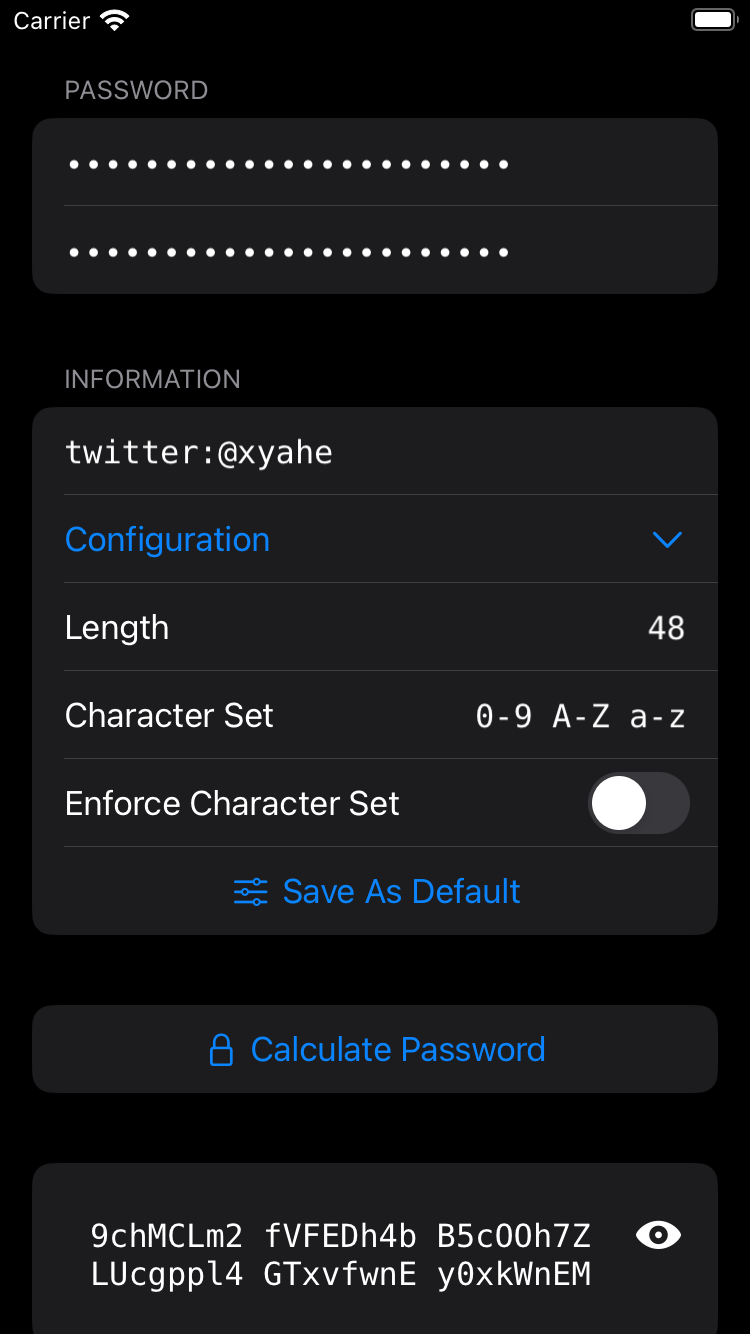 Carrier
PASSWORD
•••••••••••••••••••••••
•••••••••••••••••••••••
INFORMATION
twitter:@xyahe
Configuration
Length 48
Character Set 0-9 A-Z a-z
Enforce Character Set
Save As Default
Calculate Password
9chMCLm2 fVFEDh4b B5cOOh7Z
LUcgppl4 GTxvfwnE y0xkWnEM